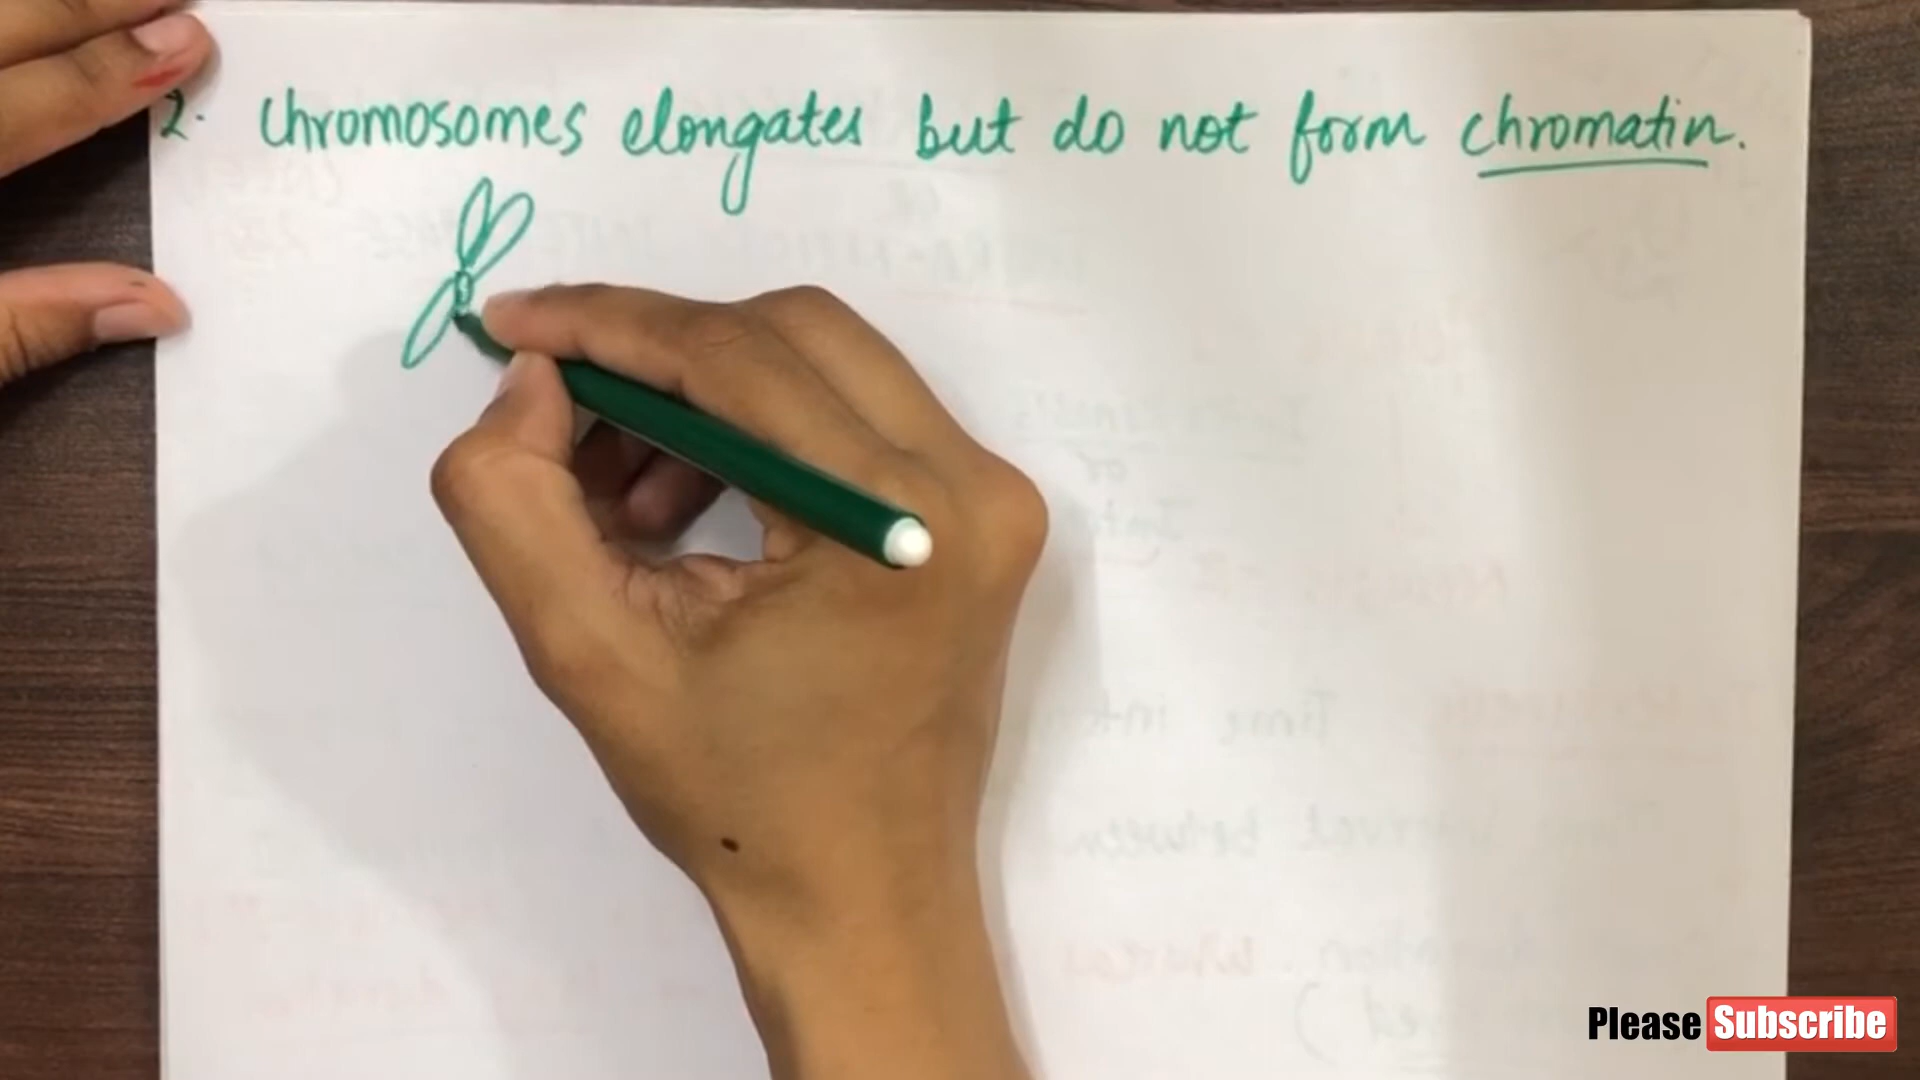 2. Chromosomes elongates but do not form chromatin.
Please Subscribe